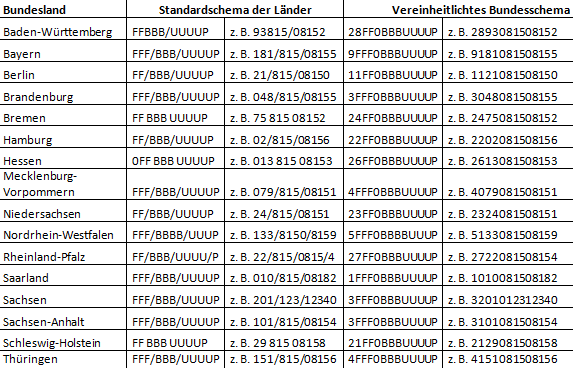 Bundesland Standardschema der Länder Vereinheitlichtes Bundesschema
Baden-Württemberg FFBBB/UUUUP z. B. 93815/08152 28FF0BBBUUUUP z. B. 2893081508152
Bayern FFF/BBB/UUUUP z. B. 181/815/08155 9FFF0BBBUUUUP z. B. 9181081508155
Berlin FF/BBB/UUUUP z. B. 21/815/08150 11FF0BBBUUUUP z. B. 1121081508150
Brandenburg FFF/BBB/UUUUP z. B. 048/815/08155 3FFF0BBBUUUUP z. B. 3048081508155
Bremen FF BBB UUUUP z. B. 75 815 08152 24FF0BBBUUUUP z. B. 2475081508152
Hamburg FF/BBB/UUUUP z. B. 02/815/08156 22FF0BBBUUUUP z. B. 2202081508156
Hessen 0FF BBB UUUUP z. B. 013 815 08153 26FF0BBBUUUUP z. B. 2613081508153
Mecklenburg-
Vorpommern FFF/BBB/UUUUP z. B. 079/815/08151 4FFF0BBBUUUUP z. B. 4079081508151
Niedersachsen FF/BBB/UUUUP z. B. 24/815/08151 23FF0BBBUUUUP z. B. 2324081508151
Nordrhein-Westfalen FFF/BBBB/UUUP z. B. 133/8150/8159 5FFF0BBBUUUUP z. B. 5133081508159
Rheinland-Pfalz FF/BBB/UUUU/P z. B. 22/815/0815/4 27FF0BBBUUUUP z. B. 2722081508154
Saarland FFF/BBB/UUUUP z. B. 010/815/08182 1FFF0BBBUUUUP z. B. 1010081508182
Sachsen FFF/BBB/UUUUP z. B. 201/123/12340 3FFF0BBBUUUUP z. B. 3201012312340
Sachsen-Anhalt FFF/BBB/UUUUP z. B. 101/815/08154 3FFF0BBBUUUUP z. B. 3101081508154
Schleswig-Holstein FF BBB UUUUP z. B. 29 815 08158 21FF0BBBUUUUP z. B. 2129081508158
Thüringen FFF/BBB/UUUUP z. B. 151/815/08156 4FFF0BBBUUUUP z. B. 4151081508156